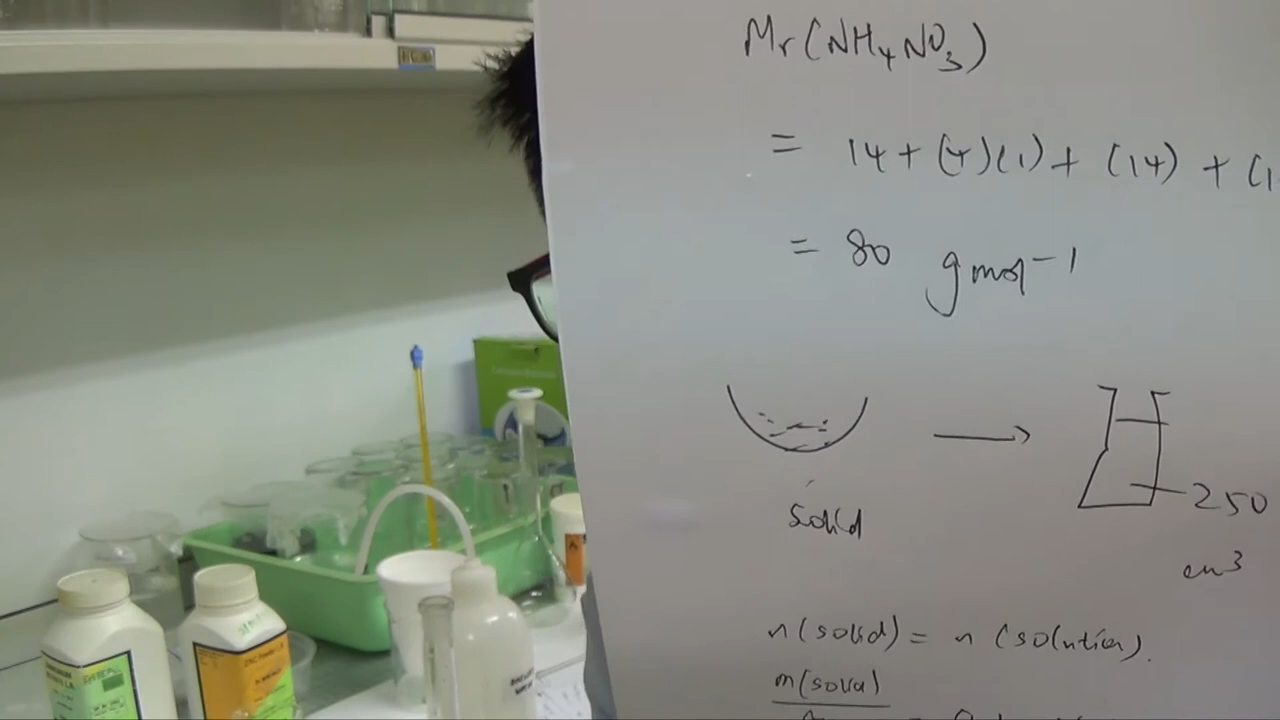 Mr(NH4NO3)
= 14 + (4)(1) + (14) + (1
= 80 gmol⁻¹
solid
250
cm³
n(solid) = n(solution).
m(solid)